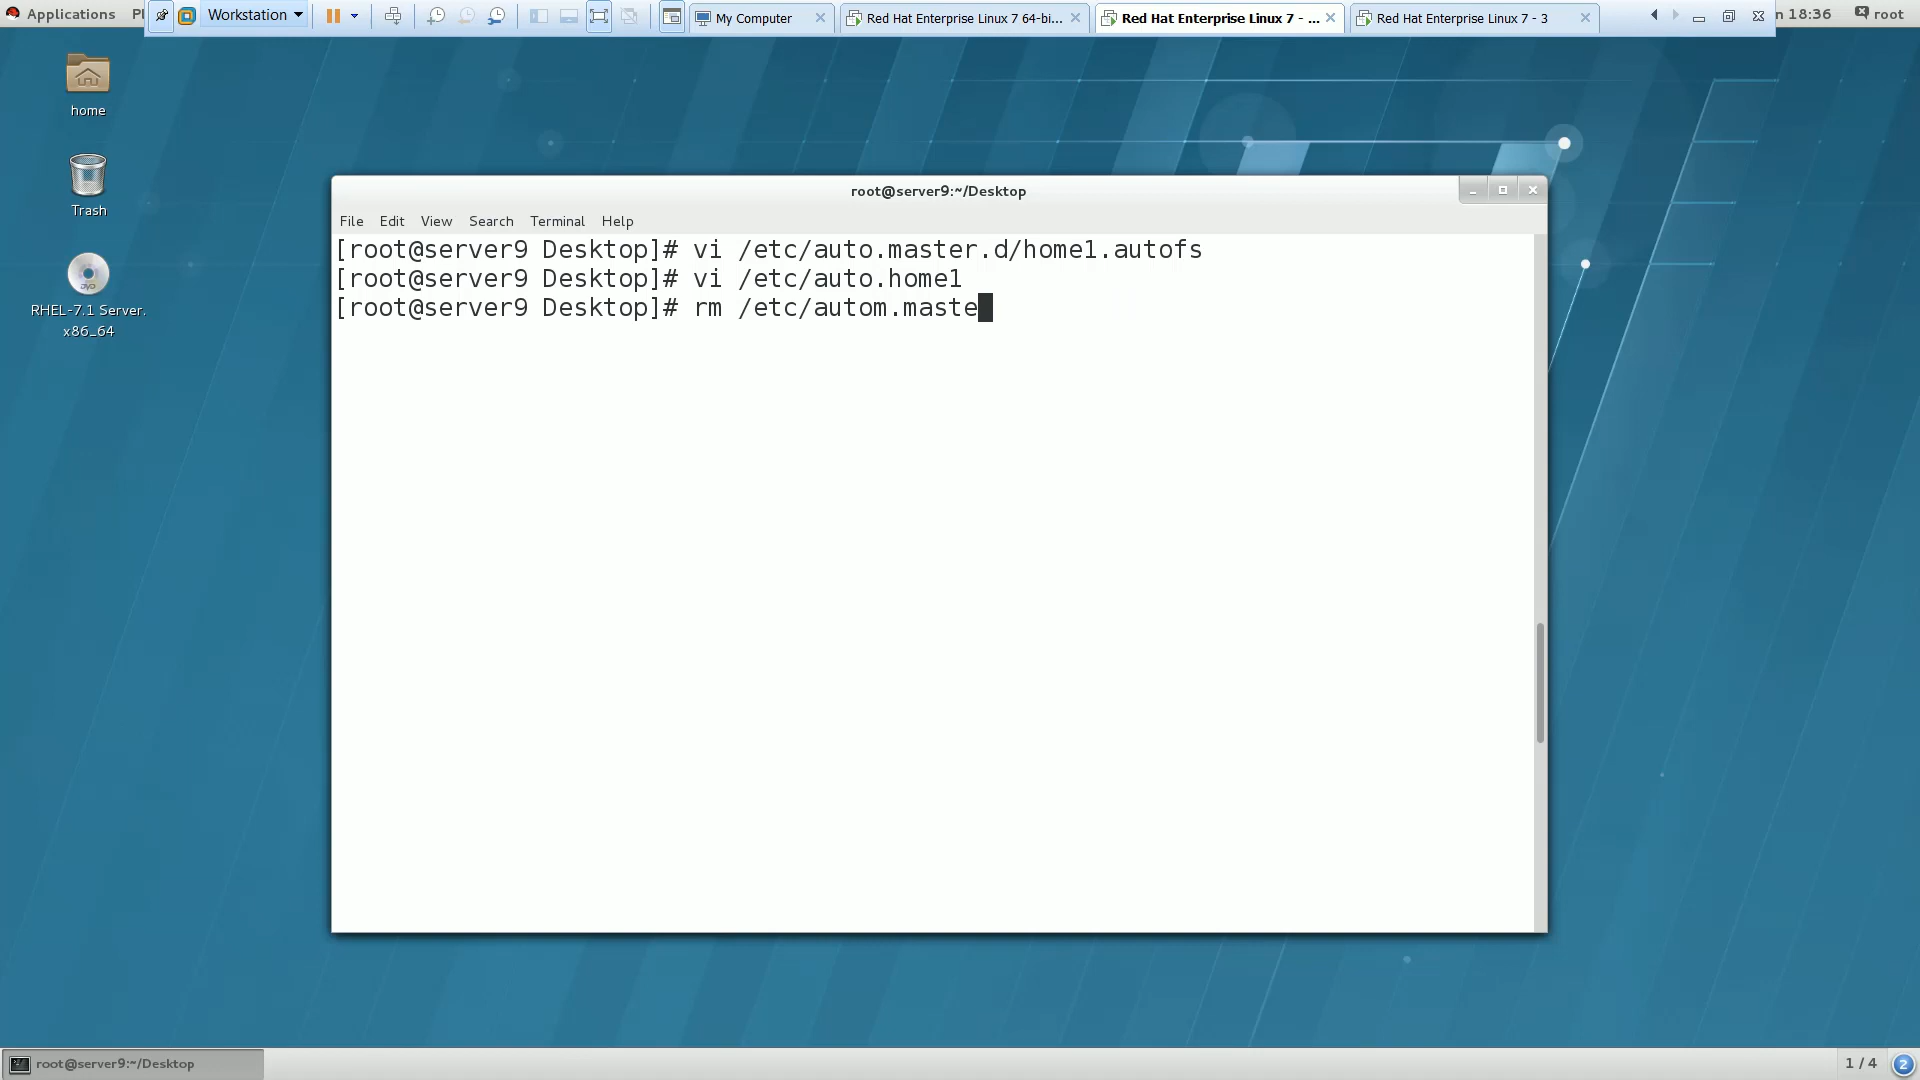 Applications
Workstation
My Computer
Red Hat Enterprise Linux 7 64-bi...
Red Hat Enterprise Linux 7 - ...
Red Hat Enterprise Linux 7 - 3
18:36
root
home
Trash
RHEL-7.1 Server.
x86_64
root@server9:~/Desktop
File Edit View Search Terminal Help
[root@server9 Desktop]# vi /etc/auto.master.d/home1.autofs
[root@server9 Desktop]# vi /etc/auto.home1
[root@server9 Desktop]# rm /etc/autom.maste
root@server9:~/Desktop
1 / 4
2